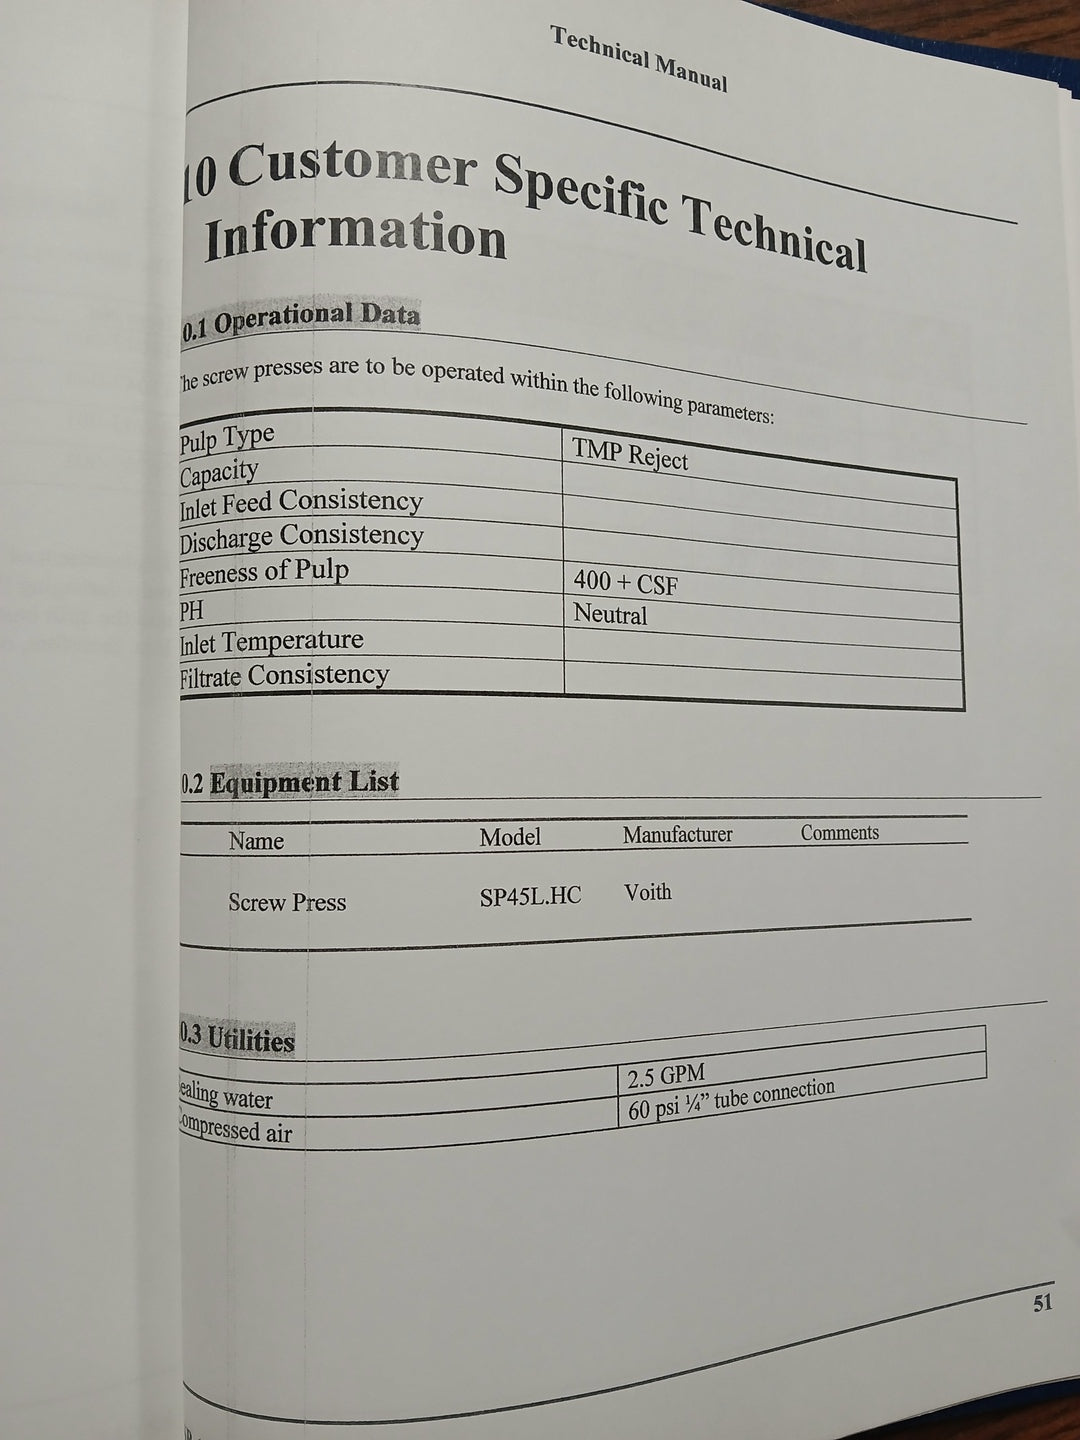 Technical Manual
10 Customer Specific Technical
Information
0.1 Operational Data
he screw presses are to be operated within the following parameters:
Pulp Type TMP Reject
Capacity
Inlet Feed Consistency
Discharge Consistency
Freeness of Pulp 400 + CSF
PH Neutral
Inlet Temperature
Filtrate Consistency
0.2 Equipment List
Name Model Manufacturer Comments
Screw Press SP45L.HC Voith
0.3 Utilities
ealing water 2.5 GPM
ompressed air 60 psi ¼” tube connection
51